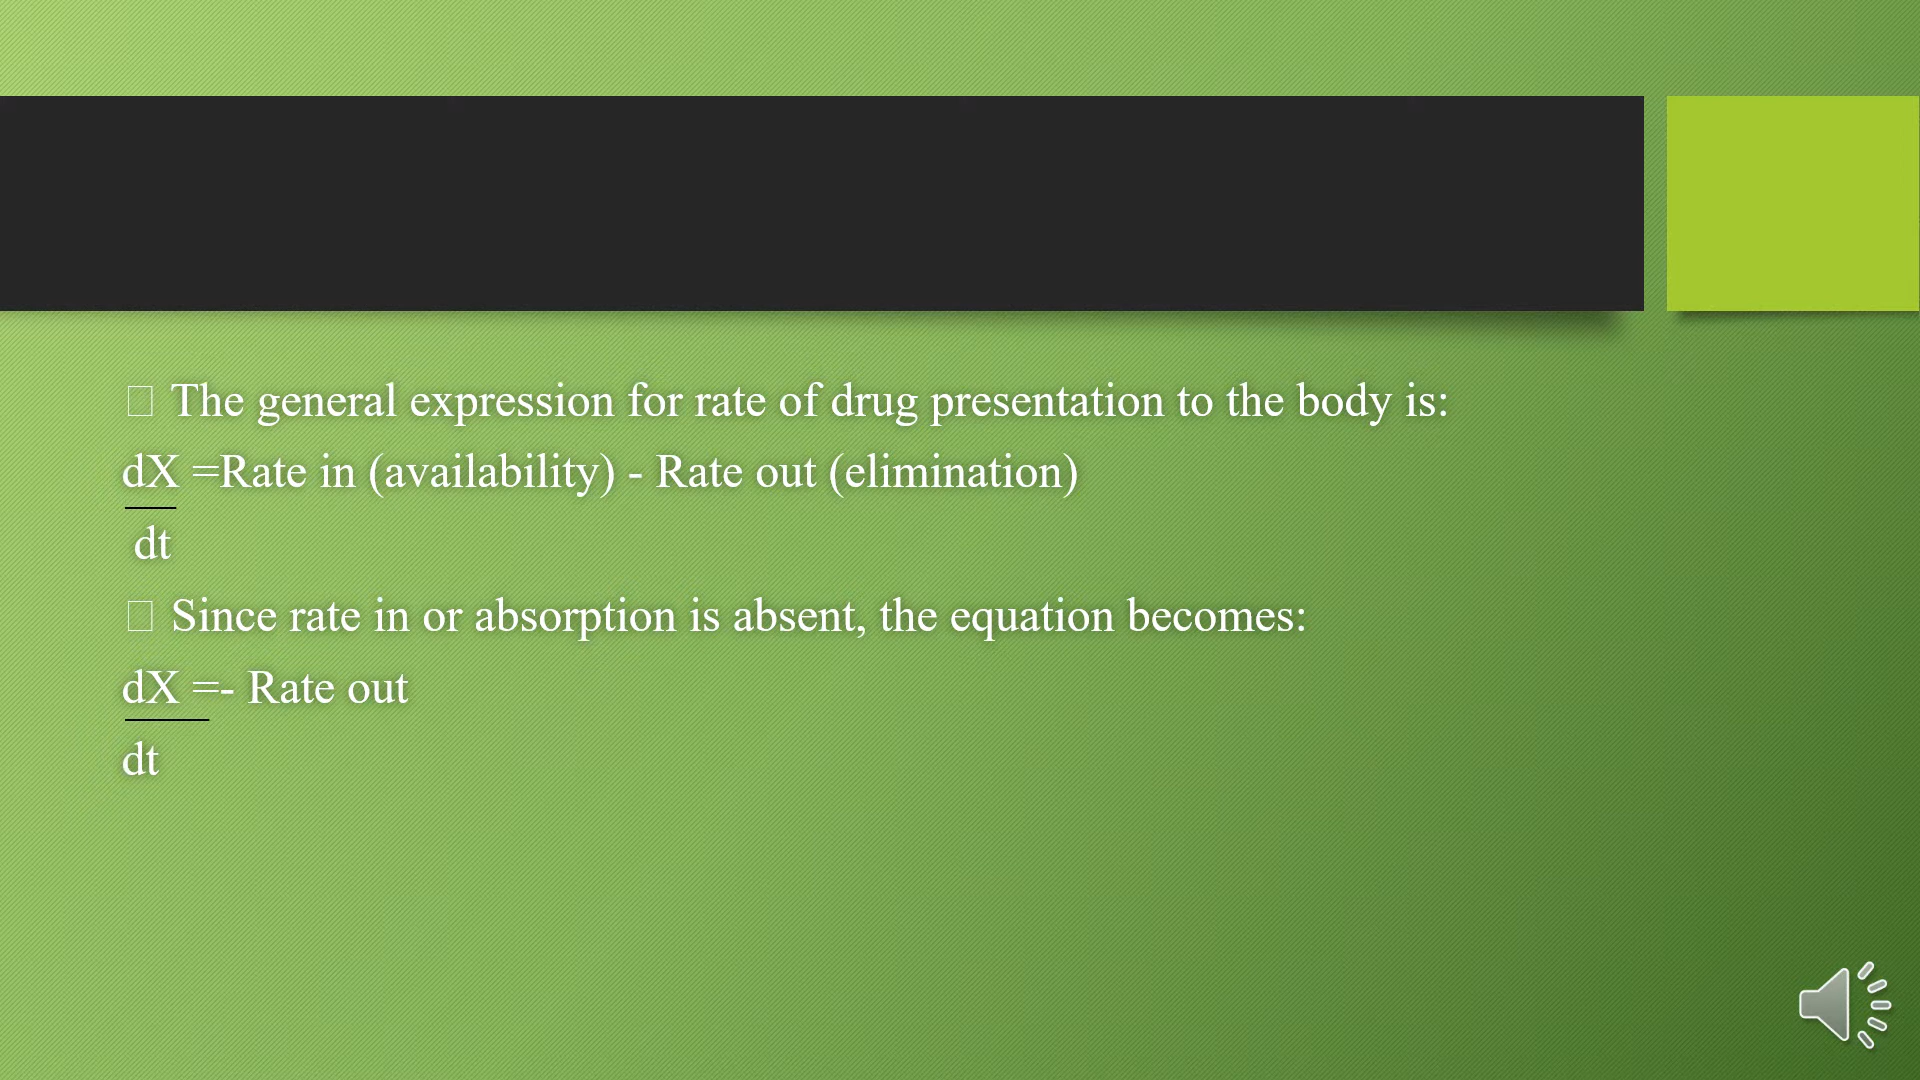 The general expression for rate of drug presentation to the body is:
dX =Rate in (availability) - Rate out (elimination)
dt
Since rate in or absorption is absent, the equation becomes:
dX =- Rate out
dt